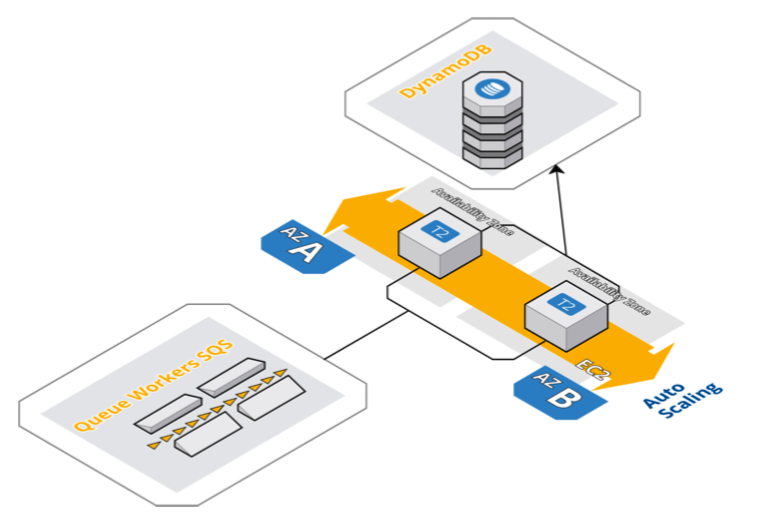 DynamoDB
Availability Zone
T2
AZ A
Availability Zone
T2
EC2
AZ B
Auto
Scaling
Queue Workers SQS